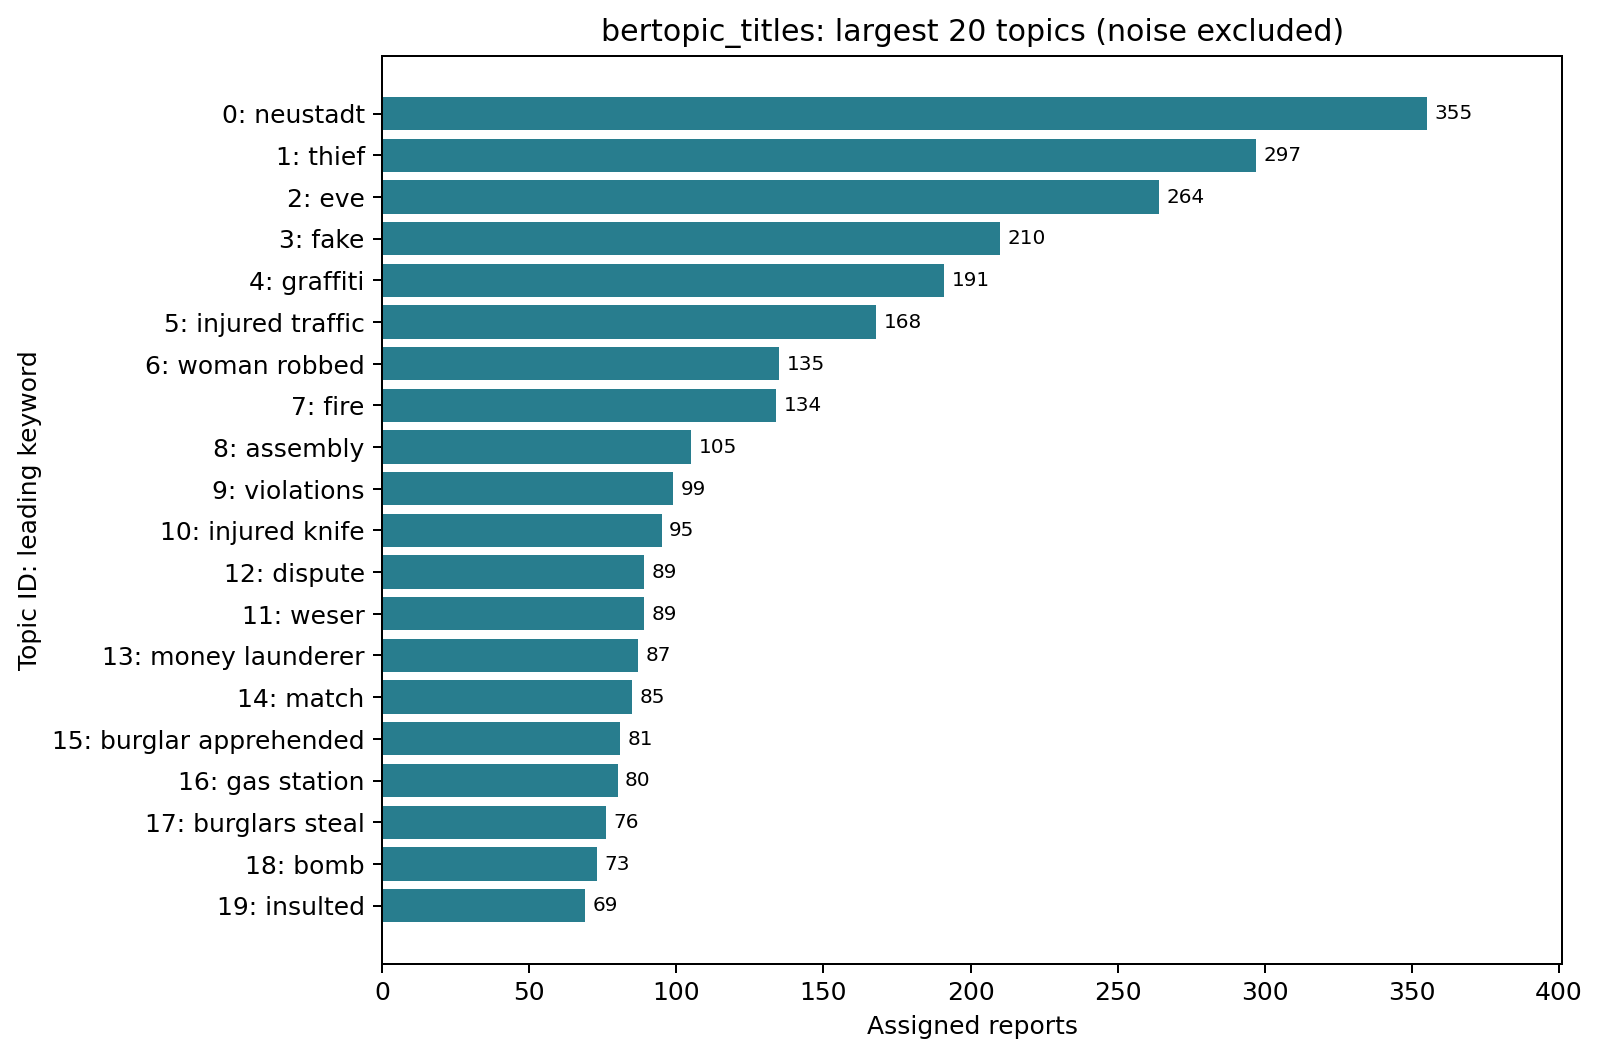 bertopic_titles: largest 20 topics (noise excluded)
Topic ID: leading keyword
0: neustadt 355
1: thief 297
2: eve 264
3: fake 210
4: graffiti 191
5: injured traffic 168
6: woman robbed 135
7: fire 134
8: assembly 105
9: violations 99
10: injured knife 95
12: dispute 89
11: weser 89
13: money launderer 87
14: match 85
15: burglar apprehended 81
16: gas station 80
17: burglars steal 76
18: bomb 73
19: insulted 69
0 50 100 150 200 250 300 350 400
Assigned reports